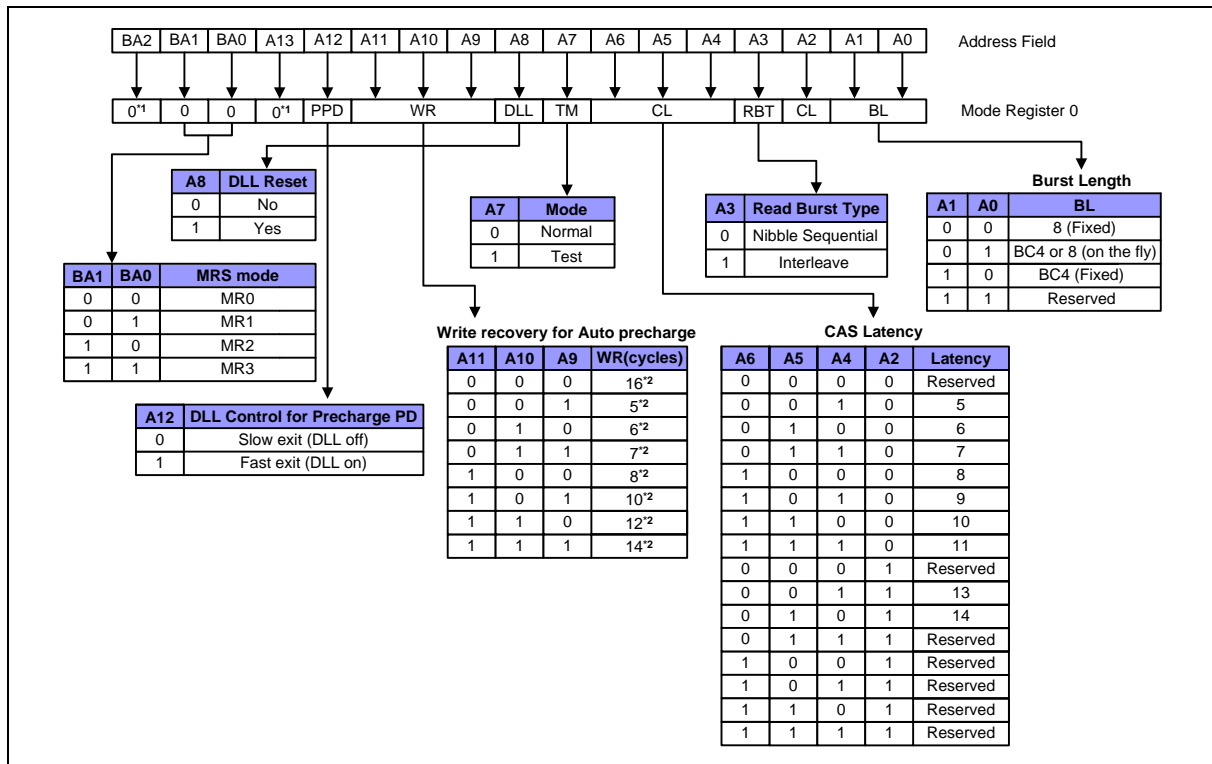 BA2 BA1 BA0 A13 A12 A11 A10 A9 A8 A7 A6 A5 A4 A3 A2 A1 A0 Address Field
0*1 0 0 0*1 PPD WR DLL TM CL RBT CL BL Mode Register 0
A8 DLL Reset
0 No
1 Yes
A7 Mode
0 Normal
1 Test
A3 Read Burst Type
0 Nibble Sequential
1 Interleave
Burst Length
A1 A0 BL
0 0 8 (Fixed)
0 1 BC4 or 8 (on the fly)
1 0 BC4 (Fixed)
1 1 Reserved
BA1 BA0 MRS mode
0 0 MR0
0 1 MR1
1 0 MR2
1 1 MR3
A12 DLL Control for Precharge PD
0 Slow exit (DLL off)
1 Fast exit (DLL on)
Write recovery for Auto precharge
A11 A10 A9 WR(cycles)
0 0 0 16*2
0 0 1 5*2
0 1 0 6*2
0 1 1 7*2
1 0 0 8*2
1 0 1 10*2
1 1 0 12*2
1 1 1 14*2
CAS Latency
A6 A5 A4 A2 Latency
0 0 0 0 Reserved
0 0 1 0 5
0 1 0 0 6
0 1 1 0 7
1 0 0 0 8
1 0 1 0 9
1 1 0 0 10
1 1 1 0 11
0 0 0 1 Reserved
0 0 1 1 13
0 1 0 1 14
0 1 1 1 Reserved
1 0 0 1 Reserved
1 0 1 1 Reserved
1 1 0 1 Reserved
1 1 1 1 Reserved